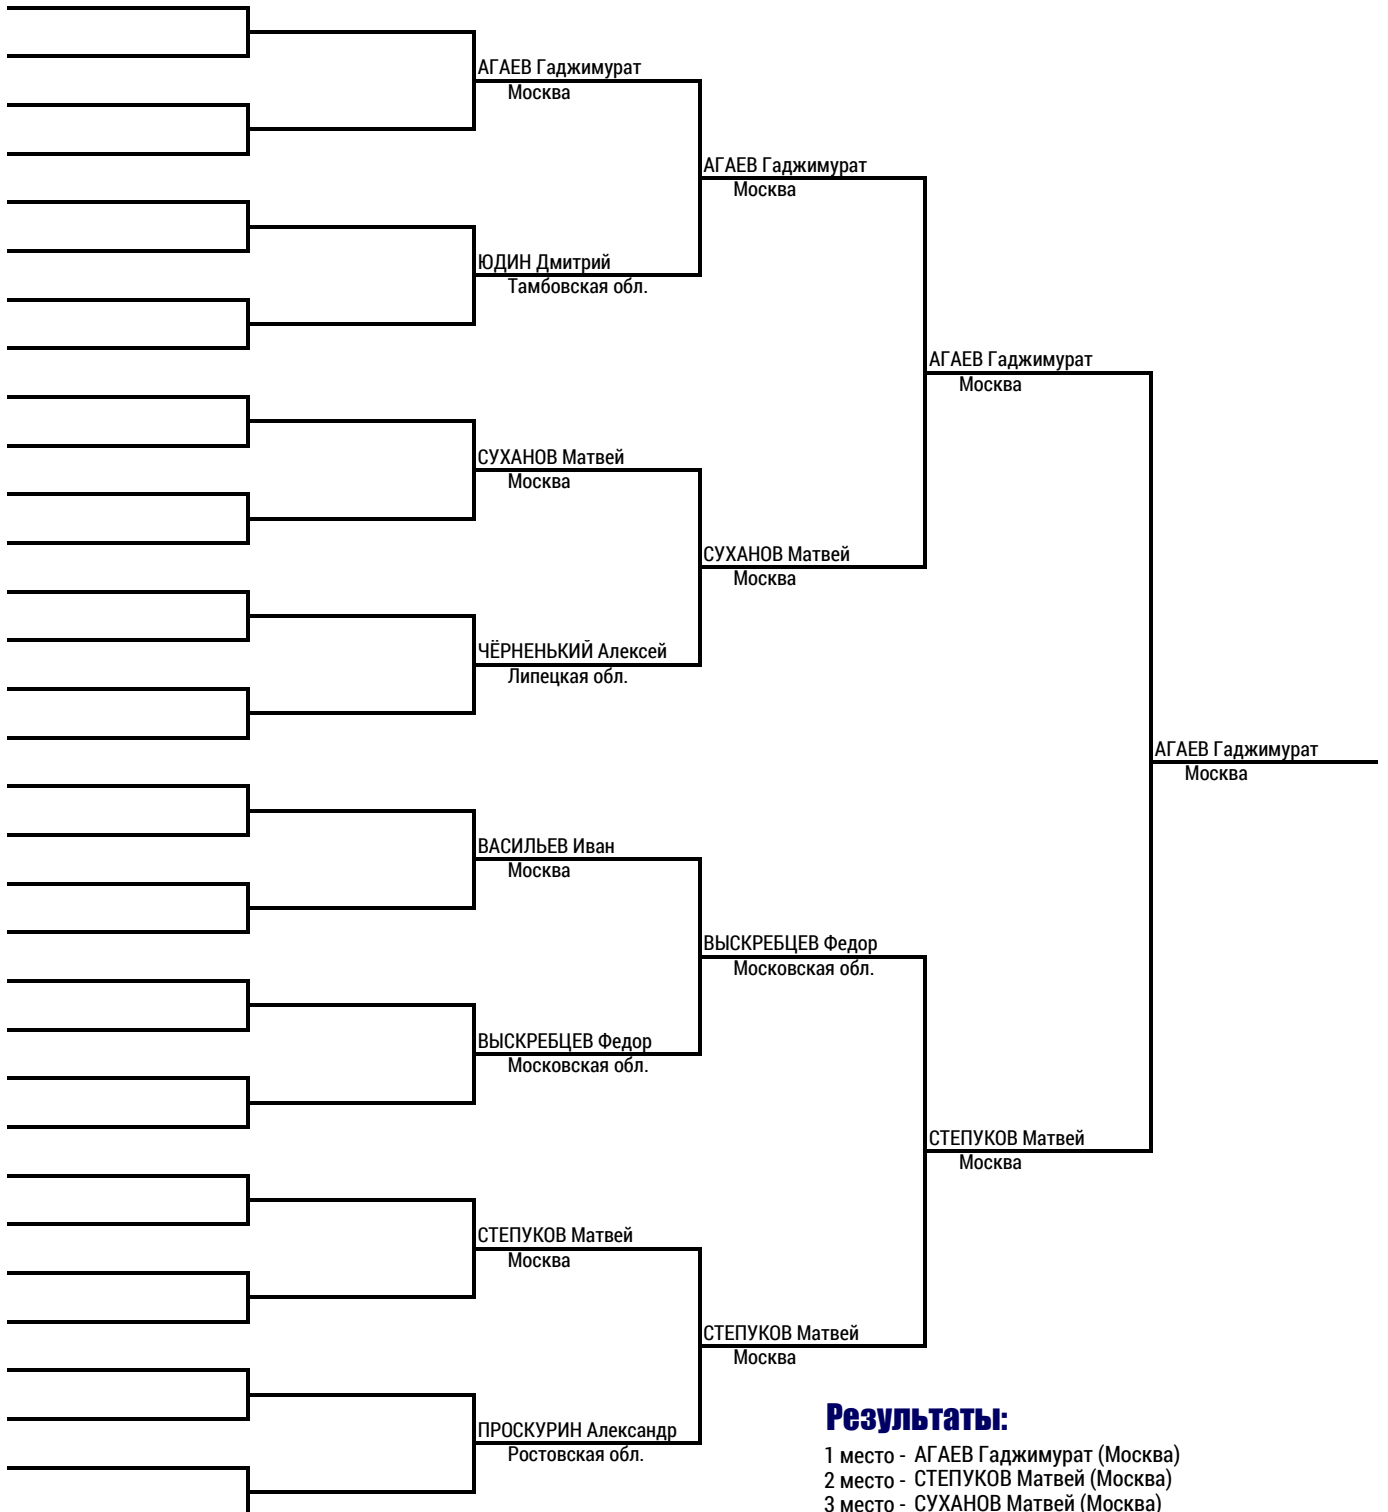 АГАЕВ Гаджимурат
Москва
ЮДИН Дмитрий
Тамбовская обл.
СУХАНОВ Матвей
Москва
ЧЁРНЕНЬКИЙ Алексей
Липецкая обл.
ВАСИЛЬЕВ Иван
Москва
ВЫСКРЕБЦЕВ Федор
Московская обл.
СТЕПУКОВ Матвей
Москва
ПРОСКУРИН Александр
Ростовская обл.
АГАЕВ Гаджимурат
Москва
СУХАНОВ Матвей
Москва
ВЫСКРЕБЦЕВ Федор
Московская обл.
СТЕПУКОВ Матвей
Москва
АГАЕВ Гаджимурат
Москва
СТЕПУКОВ Матвей
Москва
АГАЕВ Гаджимурат
Москва
Результаты:
1 место - АГАЕВ Гаджимурат (Москва)
2 место - СТЕПУКОВ Матвей (Москва)
3 место - СУХАНОВ Матвей (Москва)